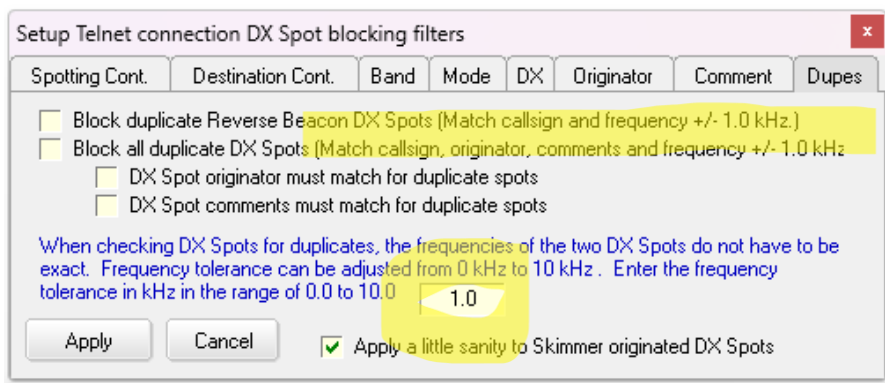 Setup Telnet connection DX Spot blocking filters
x
Spotting Cont. Destination Cont. Band Mode DX Originator Comment Dupes
Block duplicate Reverse Beacon DX Spots (Match callsign and frequency +/- 1.0 kHz.)
Block all duplicate DX Spots (Match callsign, originator, comments and frequency +/- 1.0 kHz
DX Spot originator must match for duplicate spots
DX Spot comments must match for duplicate spots
When checking DX Spots for duplicates, the frequencies of the two DX Spots do not have to be
exact. Frequency tolerance can be adjusted from 0 kHz to 10 kHz . Enter the frequency
tolerance in kHz in the range of 0.0 to 10.0 1.0
Apply Cancel Apply a little sanity to Skimmer originated DX Spots